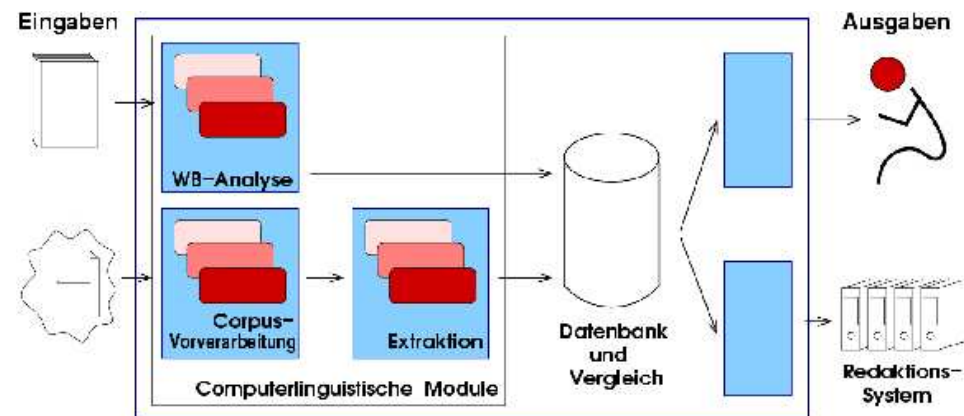 Eingaben
Ausgaben
WB-Analyse
Corpus-
Vorverarbeitung
Extraktion
Computerlinguistische Module
Datenbank
und
Vergleich
Redaktions-
System